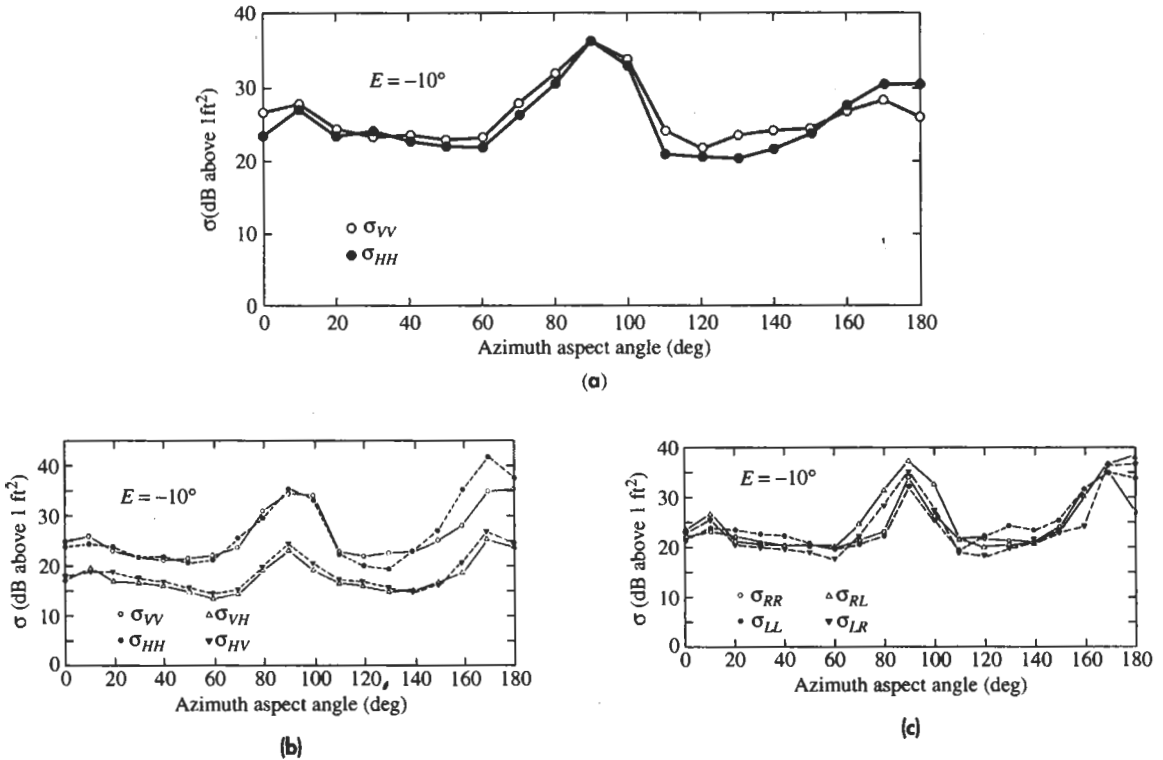 40
30
20
10
0
σ(dB above 1ft²)
E = −10°
σVV
σHH
0 20 40 60 80 100 120 140 160 180
Azimuth aspect angle (deg)
(a)
40
30
20
10
0
σ (dB above 1 ft²)
E = −10°
σVV σVH
σHH σHV
0 20 40 60 80 100 120 140 160 180
Azimuth aspect angle (deg)
(b)
40
30
20
10
0
σ (dB above 1 ft²)
E = −10°
σRR σRL
σLL σLR
0 20 40 60 80 100 120 140 160 180
Azimuth aspect angle (deg)
(c)